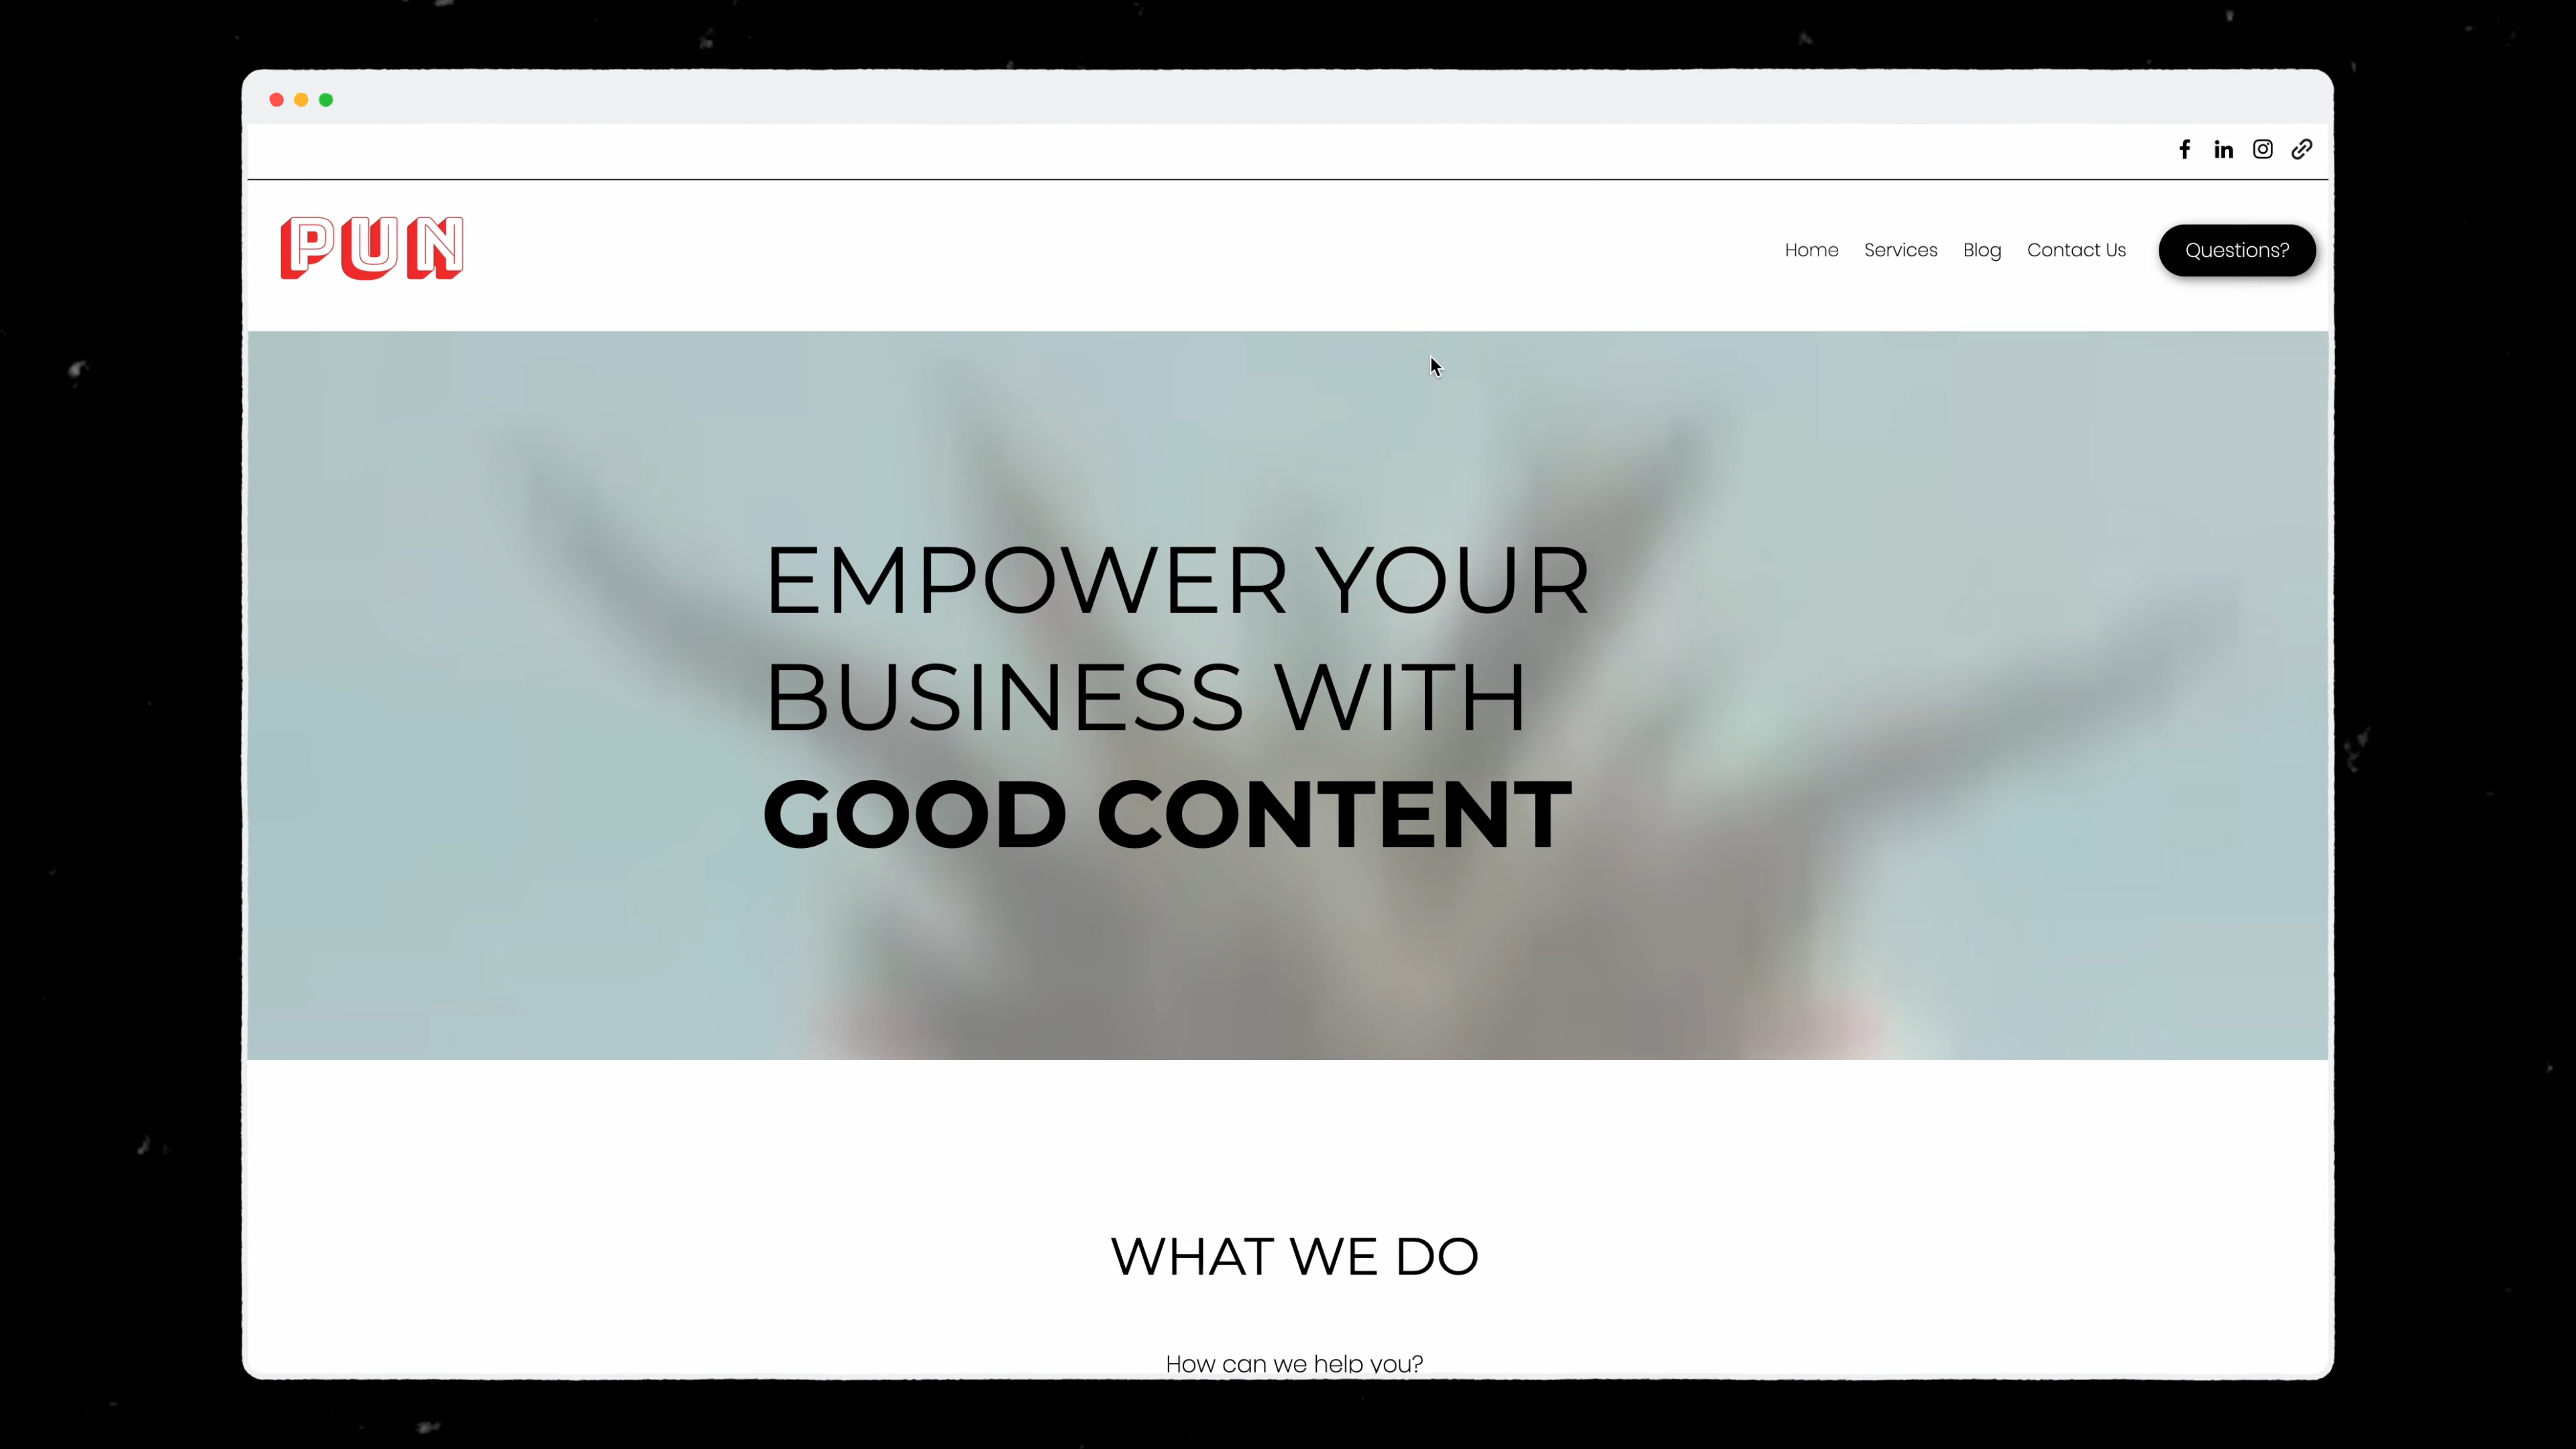 PUN
Home Services Blog Contact Us Questions?
EMPOWER YOUR
BUSINESS WITH
GOOD CONTENT
WHAT WE DO
How can we help you?